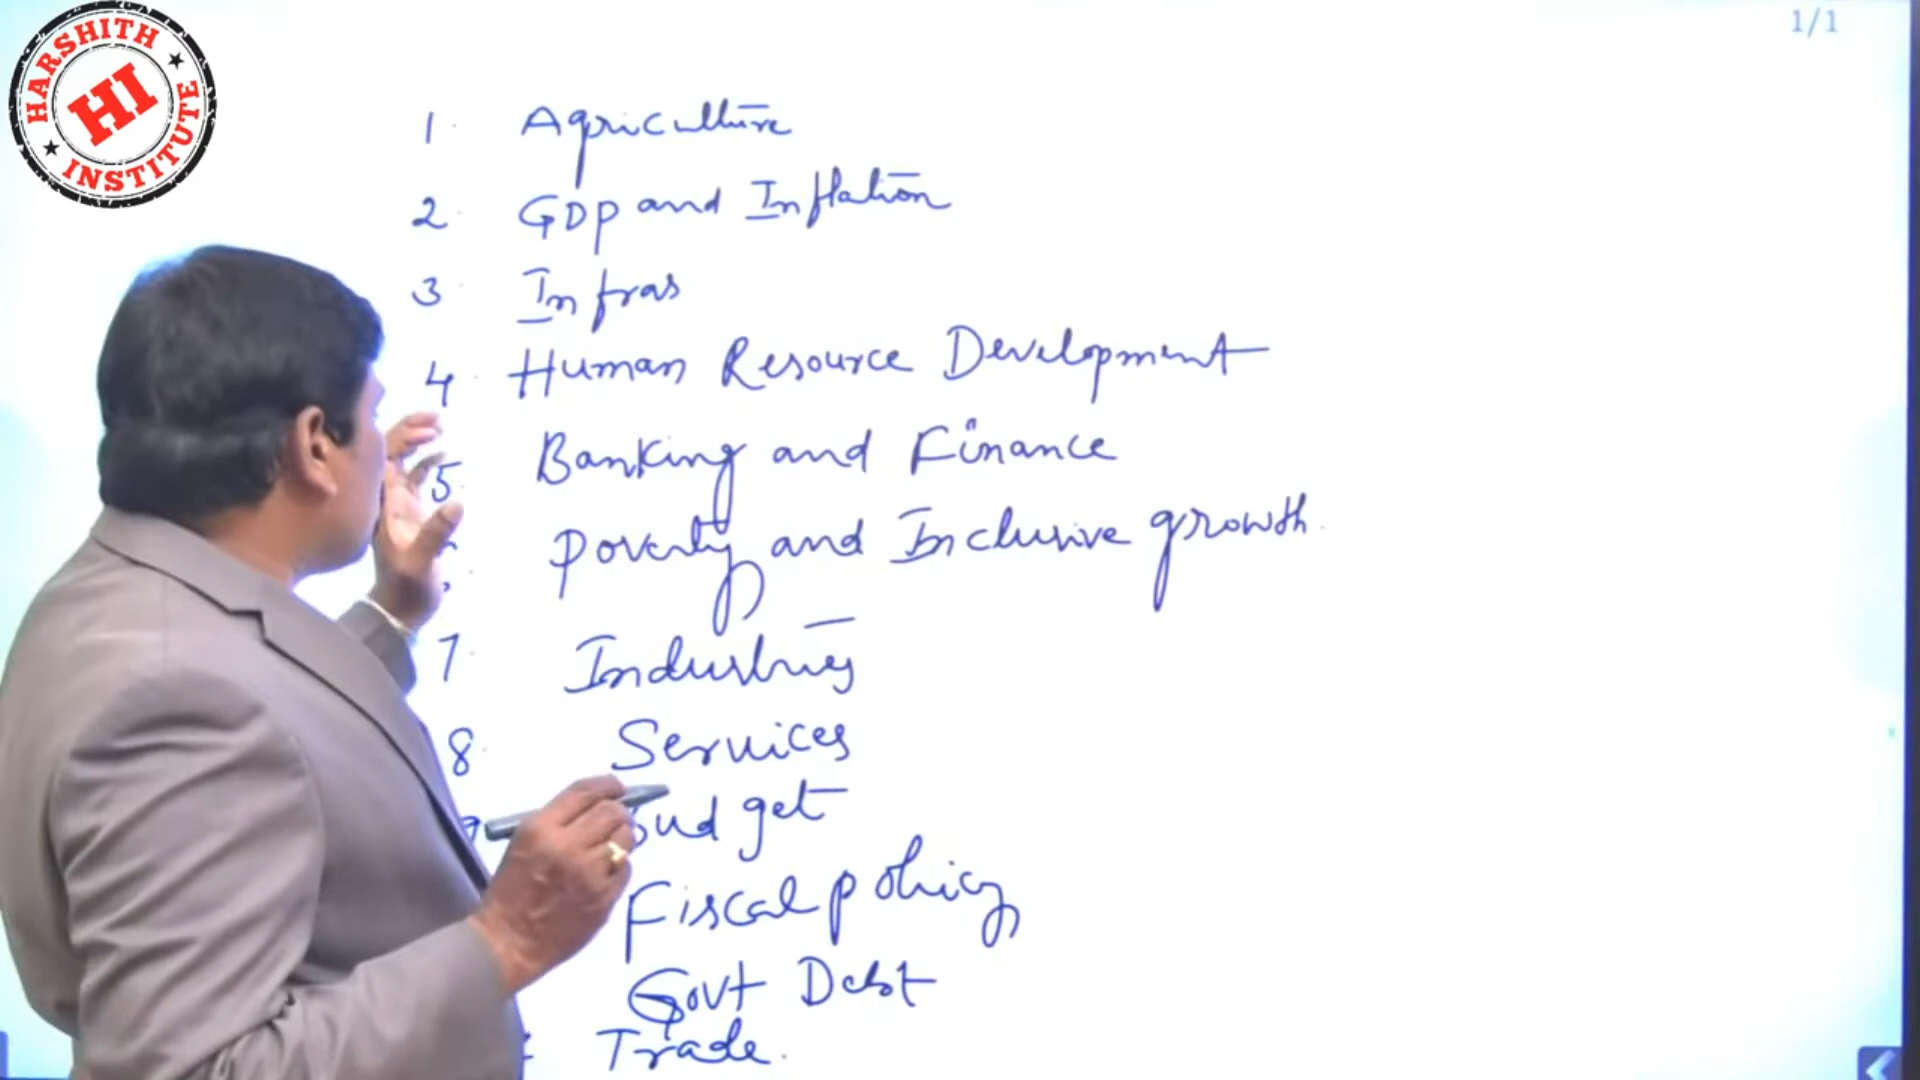 HARSHITH
HI
INSTITUTE
1/1
1. Agriculture
2. GDP and Inflation
3. Infras
4. Human Resource Development
5. Banking and Finance
Poverty and Inclusive growth.
7. Industries
8. Services
Budget
Fiscal policy
Govt Debt
Trade.